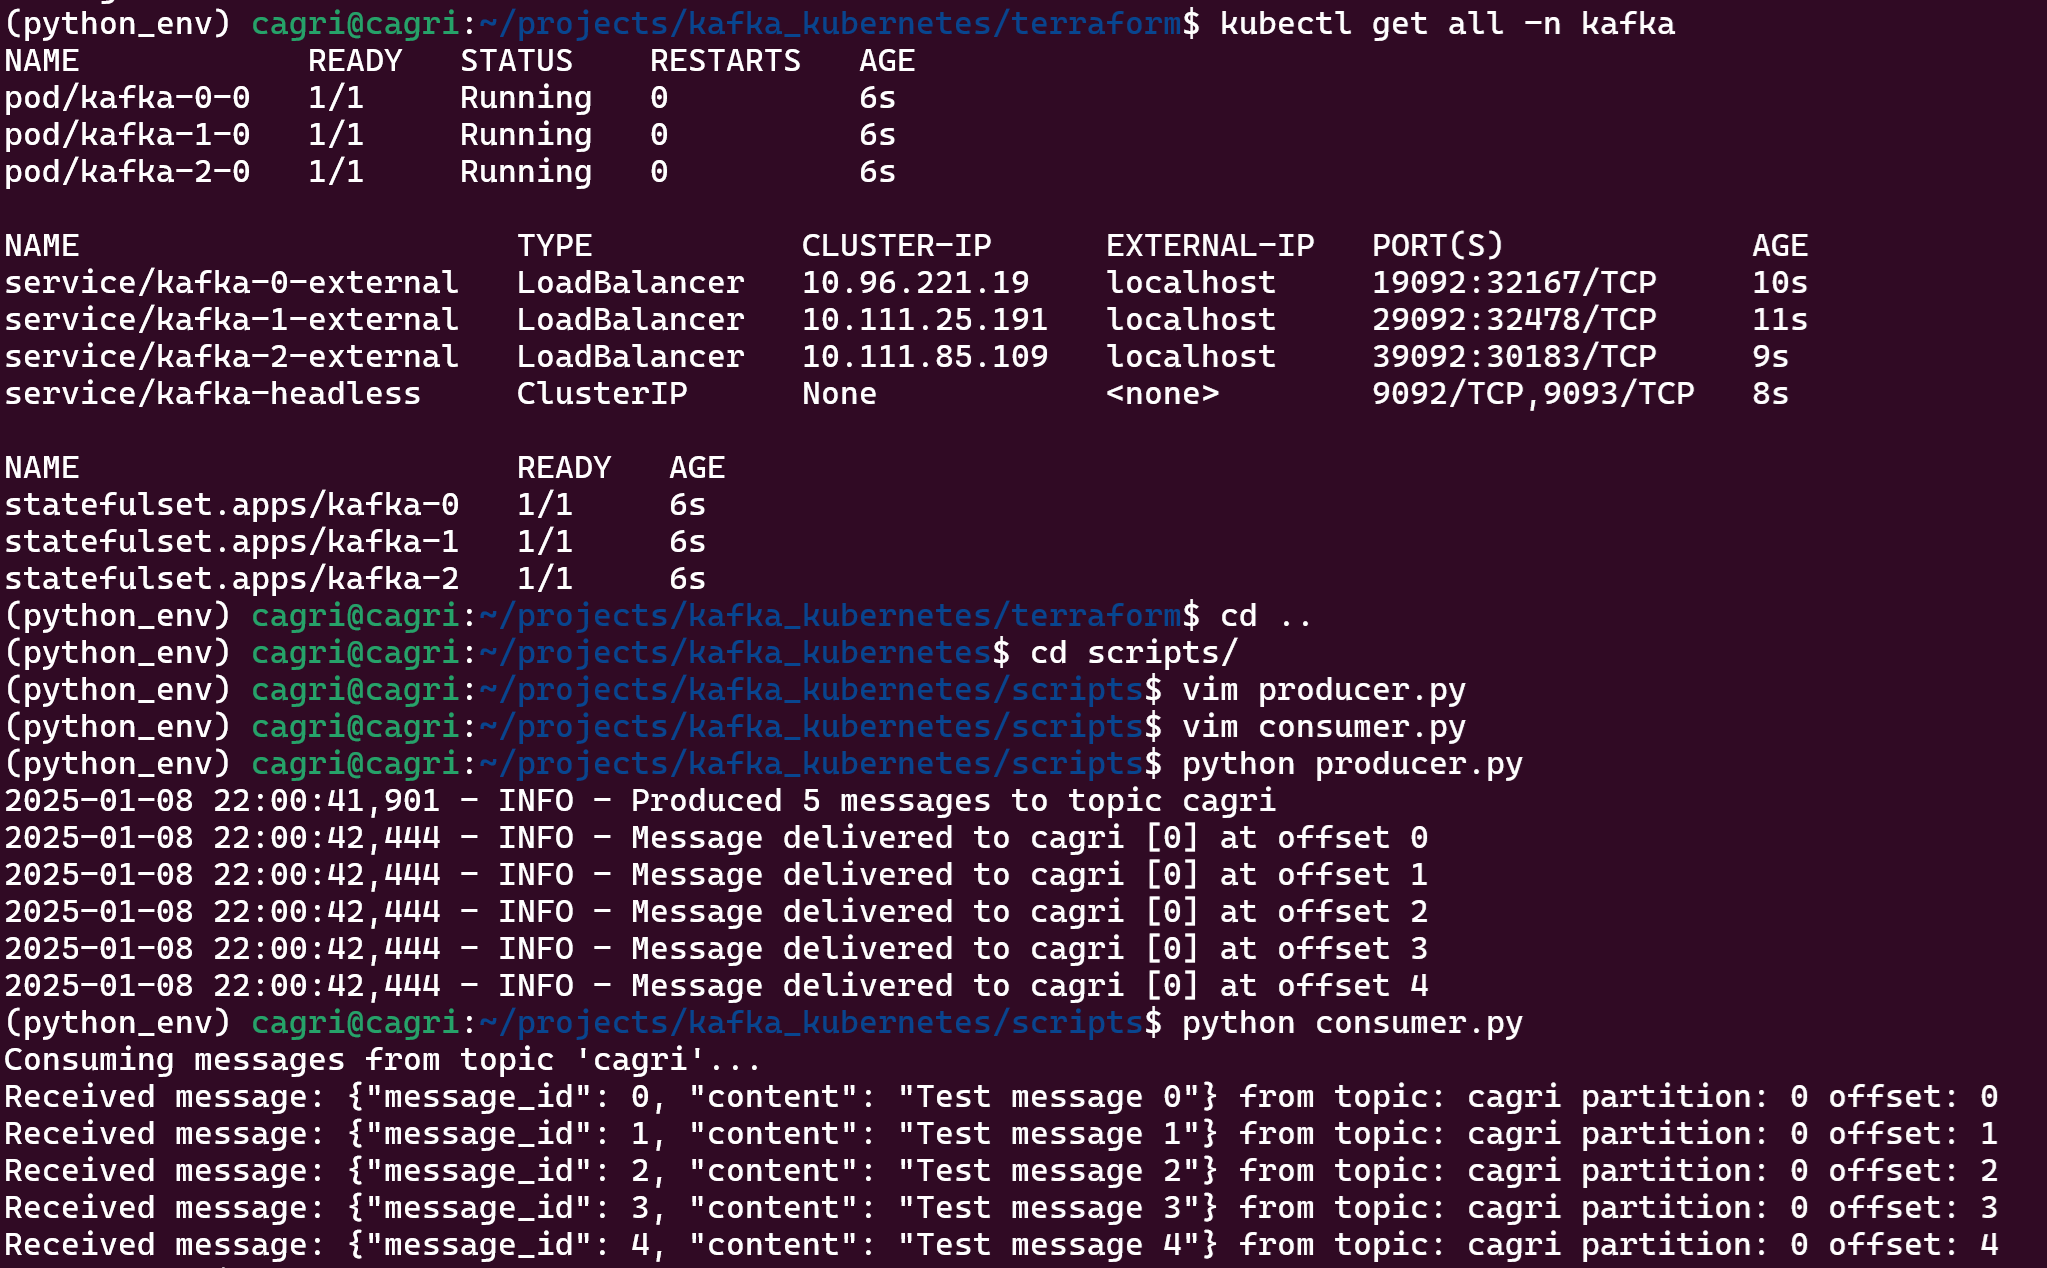 (python_env) cagri@cagri:~/projects/kafka_kubernetes/terraform$ kubectl get all -n kafka
NAME            READY   STATUS    RESTARTS   AGE
pod/kafka-0-0   1/1     Running   0          6s
pod/kafka-1-0   1/1     Running   0          6s
pod/kafka-2-0   1/1     Running   0          6s

NAME                       TYPE           CLUSTER-IP      EXTERNAL-IP   PORT(S)             AGE
service/kafka-0-external   LoadBalancer   10.96.221.19    localhost     19092:32167/TCP     10s
service/kafka-1-external   LoadBalancer   10.111.25.191   localhost     29092:32478/TCP     11s
service/kafka-2-external   LoadBalancer   10.111.85.109   localhost     39092:30183/TCP     9s
service/kafka-headless     ClusterIP      None            <none>        9092/TCP,9093/TCP   8s

NAME                       READY   AGE
statefulset.apps/kafka-0   1/1     6s
statefulset.apps/kafka-1   1/1     6s
statefulset.apps/kafka-2   1/1     6s
(python_env) cagri@cagri:~/projects/kafka_kubernetes/terraform$ cd ..
(python_env) cagri@cagri:~/projects/kafka_kubernetes$ cd scripts/
(python_env) cagri@cagri:~/projects/kafka_kubernetes/scripts$ vim producer.py
(python_env) cagri@cagri:~/projects/kafka_kubernetes/scripts$ vim consumer.py
(python_env) cagri@cagri:~/projects/kafka_kubernetes/scripts$ python producer.py
2025-01-08 22:00:41,901 - INFO - Produced 5 messages to topic cagri
2025-01-08 22:00:42,444 - INFO - Message delivered to cagri [0] at offset 0
2025-01-08 22:00:42,444 - INFO - Message delivered to cagri [0] at offset 1
2025-01-08 22:00:42,444 - INFO - Message delivered to cagri [0] at offset 2
2025-01-08 22:00:42,444 - INFO - Message delivered to cagri [0] at offset 3
2025-01-08 22:00:42,444 - INFO - Message delivered to cagri [0] at offset 4
(python_env) cagri@cagri:~/projects/kafka_kubernetes/scripts$ python consumer.py
Consuming messages from topic 'cagri'...
Received message: {"message_id": 0, "content": "Test message 0"} from topic: cagri partition: 0 offset: 0
Received message: {"message_id": 1, "content": "Test message 1"} from topic: cagri partition: 0 offset: 1
Received message: {"message_id": 2, "content": "Test message 2"} from topic: cagri partition: 0 offset: 2
Received message: {"message_id": 3, "content": "Test message 3"} from topic: cagri partition: 0 offset: 3
Received message: {"message_id": 4, "content": "Test message 4"} from topic: cagri partition: 0 offset: 4